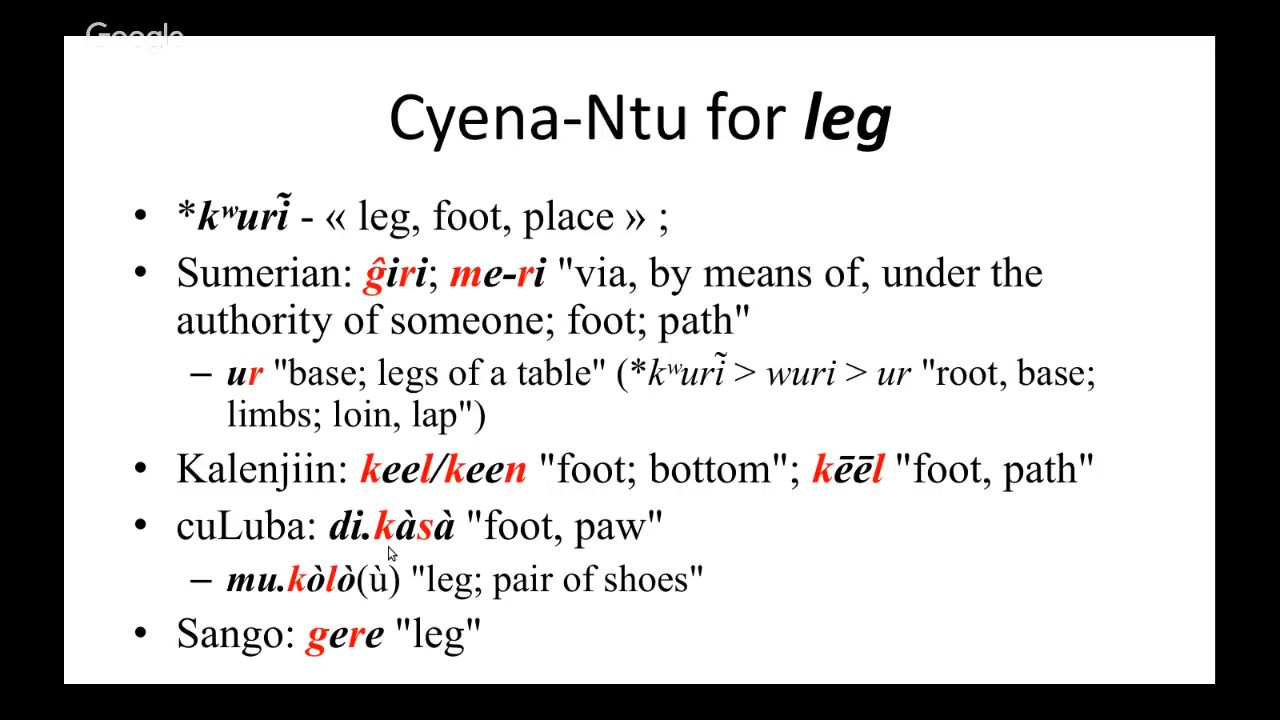 Google
Cyena-Ntu for leg
• *kʷurĩ̀ - « leg, foot, place » ;
• Sumerian: ĝiri; me-ri "via, by means of, under the
authority of someone; foot; path"
– ur "base; legs of a table" (*kʷurĩ̀ > wuri > ur "root, base;
limbs; loin, lap")
• Kalenjiin: keel/keen "foot; bottom"; kēēl "foot, path"
• cuLuba: di.kàsà "foot, paw"
– mu.kòlò(ù) "leg; pair of shoes"
• Sango: gere "leg"